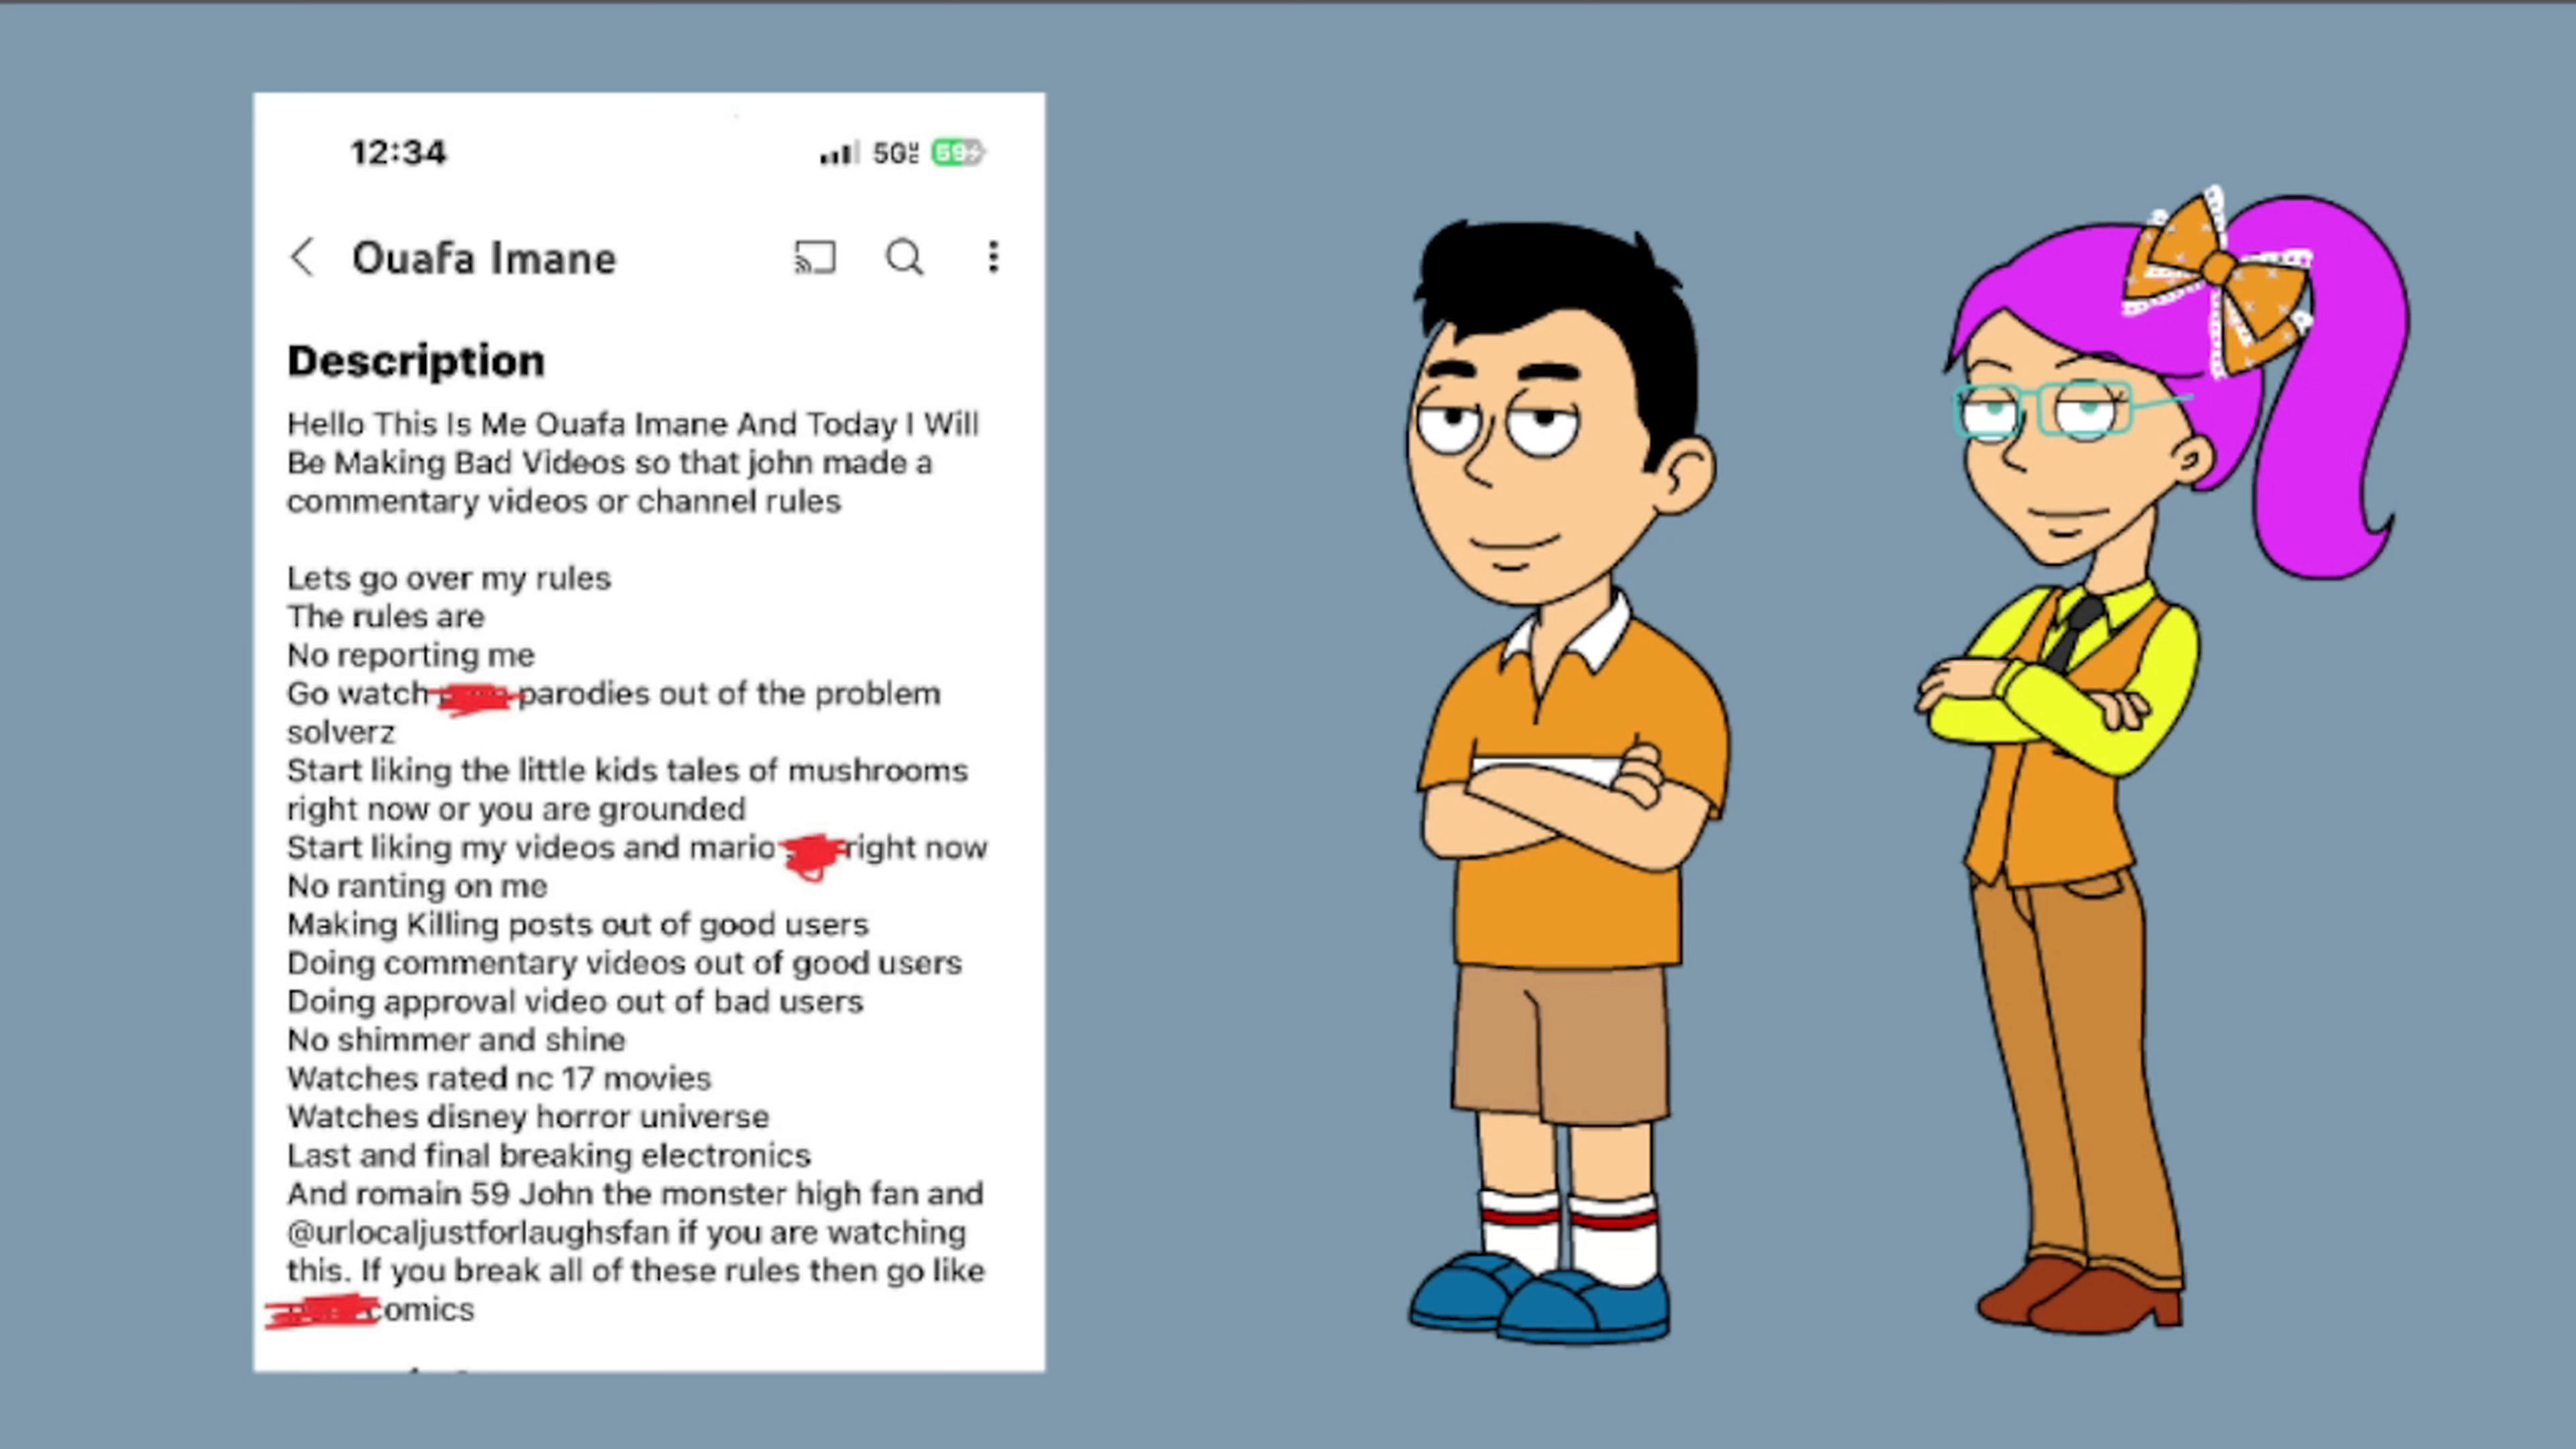 12:34
5G
59
Ouafa Imane
Description
Hello This Is Me Ouafa Imane And Today I Will
Be Making Bad Videos so that john made a
commentary videos or channel rules
Lets go over my rules
The rules are
No reporting me
Go watch parodies out of the problem
solverz
Start liking the little kids tales of mushrooms
right now or you are grounded
Start liking my videos and mario right now
No ranting on me
Making Killing posts out of good users
Doing commentary videos out of good users
Doing approval video out of bad users
No shimmer and shine
Watches rated nc 17 movies
Watches disney horror universe
Last and final breaking electronics
And romain 59 John the monster high fan and
@urlocaljustforlaughsfan if you are watching
this. If you break all of these rules then go like
comics